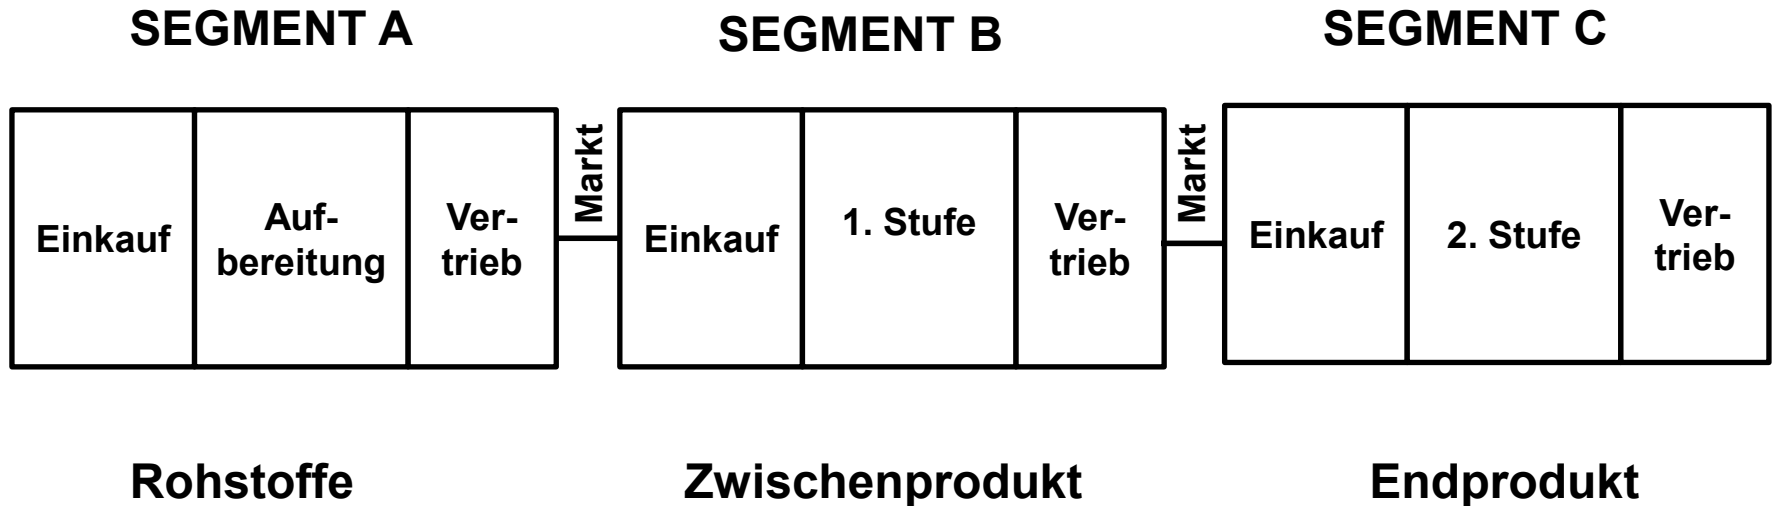 SEGMENT A
SEGMENT B
SEGMENT C
Einkauf
Auf-
bereitung
Ver-
trieb
Markt
Einkauf
1. Stufe
Ver-
trieb
Markt
Einkauf
2. Stufe
Ver-
trieb
Rohstoffe
Zwischenprodukt
Endprodukt